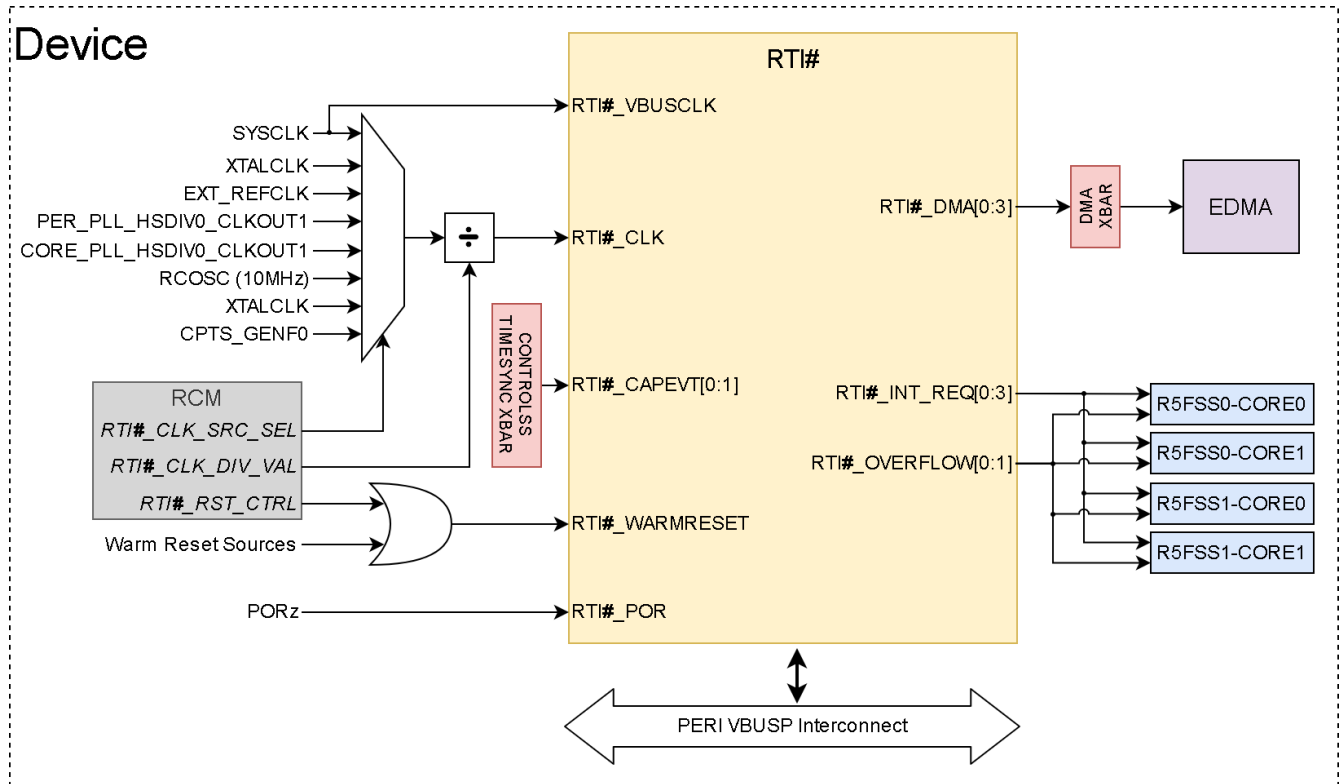 Device
RTI#
SYSCLK
XTALCLK
EXT_REFCLK
PER_PLL_HSDIV0_CLKOUT1
CORE_PLL_HSDIV0_CLKOUT1
RCOSC (10MHz)
XTALCLK
CPTS_GENF0
÷
RCM
RTI#_CLK_SRC_SEL
RTI#_CLK_DIV_VAL
RTI#_RST_CTRL
Warm Reset Sources
PORz
CONTROLSS
TIMESYNC XBAR
RTI#_VBUSCLK
RTI#_CLK
RTI#_CAPEVT[0:1]
RTI#_WARMRESET
RTI#_POR
RTI#_DMA[0:3]
RTI#_INT_REQ[0:3]
RTI#_OVERFLOW[0:1]
DMA
XBAR
EDMA
R5FSS0-CORE0
R5FSS0-CORE1
R5FSS1-CORE0
R5FSS1-CORE1
PERI VBUSP Interconnect